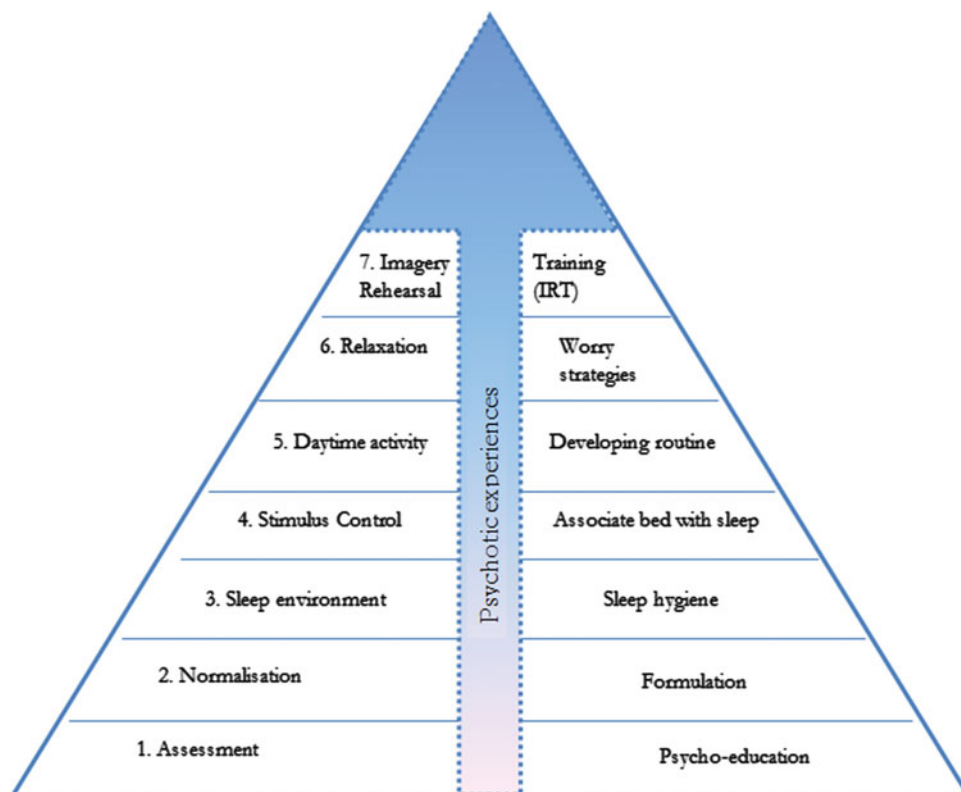 7. Imagery
Rehearsal
Training
(IRT)
6. Relaxation
Worry
strategies
5. Daytime activity
Developing routine
4. Stimulus Control
Associate bed with sleep
3. Sleep environment
Sleep hygiene
2. Normalisation
Formulation
1. Assessment
Psycho-education
Psychotic experiences